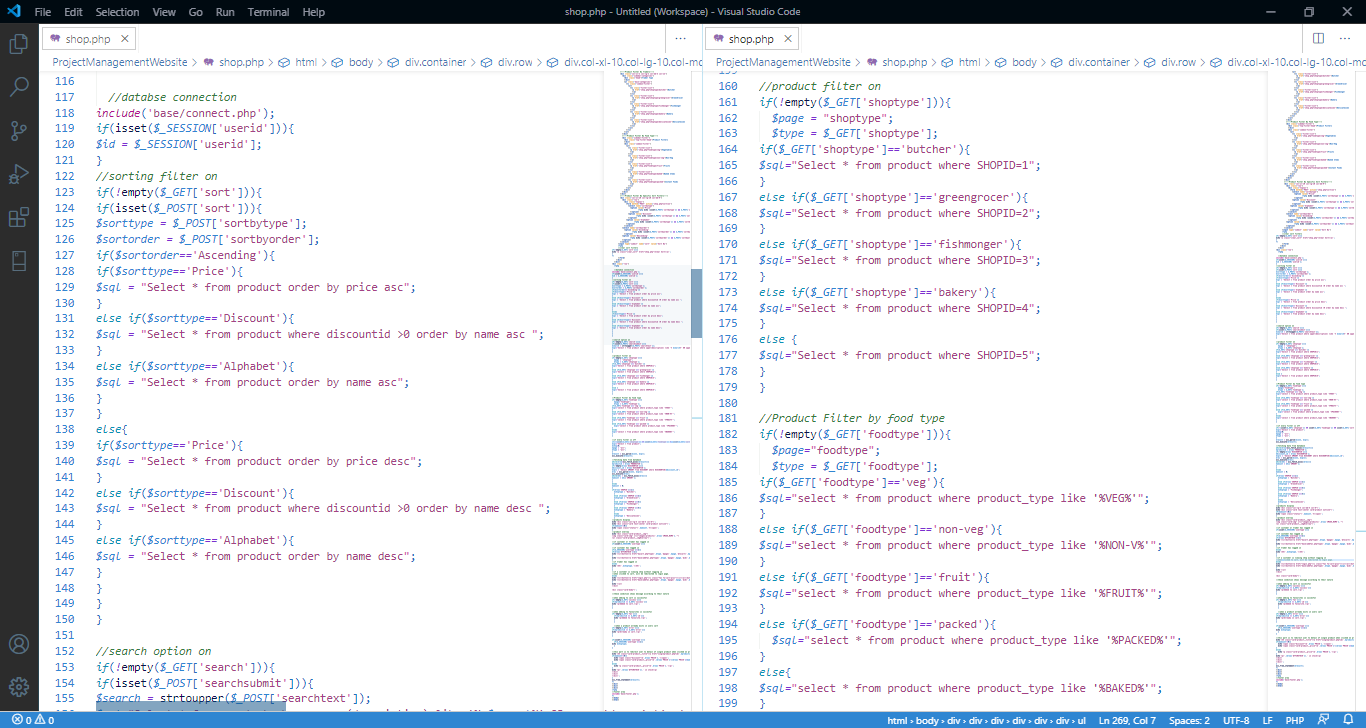 File Edit Selection View Go Run Terminal Help
shop.php - Untitled (Workspace) - Visual Studio Code
shop.php
ProjectManagementWebsite > shop.php > html > body > div.container > div.row > div.col-xl-10.col-lg-10.col-mc
116
117 //databse connection
118 include('base/connect.php');
119 if(isset($_SESSION['userid'])){
120 $id = $_SESSION['userid'];
121 }
122 //sorting filter on
123 if(!empty($_GET['sort'])){
124 if(isset($_POST['sort'])){
125 $sorttype = $_POST['sortbytype'];
126 $sortorder = $_POST['sortbyorder'];
127 if($sortorder=='Ascending'){
128 if($sorttype=='Price'){
129 $sql = "Select * from product order by price asc";
130 }
131 else if($sorttype=='Discount'){
132 $sql = "Select * from product where discountid >0 order by name asc ";
133 }
134 else if($sorttype=='Alphabet'){
135 $sql = "Select * from product order by name asc";
136 }
137 }
138 else{
139 if($sorttype=='Price'){
140 $sql = "Select * from product order by price desc";
141 }
142 else if($sorttype=='Discount'){
143 $sql = "Select * from product where discountid >0 order by name desc ";
144 }
145 else if($sorttype=='Alphabet'){
146 $sql = "Select * from product order by name desc";
147 }
148 }
149 }
150 }
151
152 //search option on
153 if(!empty($_GET['search'])){
154 if(isset($_POST['searchsubmit'])){
155 $search = strtoupper($_POST['searchtext']);
shop.php
ProjectManagementWebsite > shop.php > html > body > div.container > div.row > div.col-xl-10.col-lg-10.col-m
160 //product filter on
161 if(!empty($_GET['shoptype'])){
162 $page = "shoptype";
163 $type = $_GET['shoptype'];
164 if($_GET['shoptype']=='butcher'){
165 $sql="Select * from product where SHOPID=1";
166 }
167 else if($_GET['shoptype']=='greengrocer'){
168 $sql="Select * from product where SHOPID=2";
169 }
170 else if($_GET['shoptype']=='fishmonger'){
171 $sql="Select * from product where SHOPID=3";
172 }
173 else if($_GET['shoptype']=='bakery'){
174 $sql="Select * from product where SHOPID=4";
175 }
176 else {
177 $sql="Select * from product where SHOPID=5";
178 }
179 }
180
181 //Product Filter by food type
182 if(!empty($_GET['foodtype'])){
183 $page="foodtype";
184 $type = $_GET['foodtype'];
185 if($_GET['foodtype']=='veg'){
186 $sql="select * from product where product_type like '%VEG%'";
187 }
188 else if($_GET['foodtype']=='non-veg'){
189 $sql="select * from product where product_type like '%NON-V%'";
190 }
191 else if($_GET['foodtype']=='fruit'){
192 $sql="select * from product where product_type like '%FRUIT%'";
193 }
194 else if($_GET['foodtype']=='packed'){
195 $sql="select * from product where product_type like '%PACKED%'";
196 }
197 else{
198 $sql="select * from product where product_type like '%BAKED%'";
199 }
0 0 html › body › div › div › div › div › div › div › ul Ln 269, Col 7 Spaces: 2 UTF-8 LF PHP